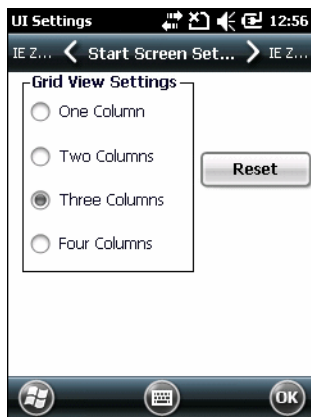 UI Settings 12:56
IE Z... Start Screen Set... IE Z...
Grid View Settings
One Column
Two Columns
Reset
Three Columns
Four Columns
OK